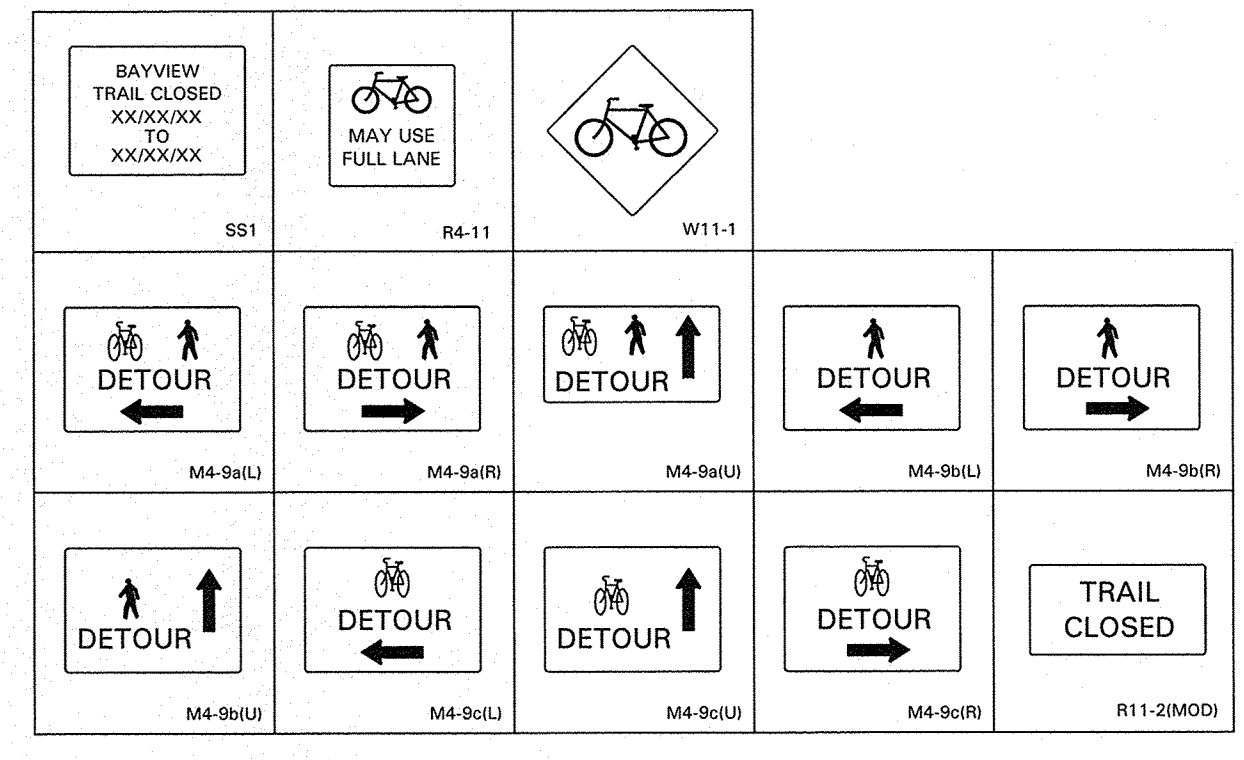 BAYVIEW
TRAIL CLOSED
XX/XX/XX
TO
XX/XX/XX
SS1
MAY USE
FULL LANE
R4-11
W11-1
DETOUR
M4-9a(L)
DETOUR
M4-9a(R)
DETOUR
M4-9a(U)
DETOUR
M4-9b(L)
DETOUR
M4-9b(R)
DETOUR
M4-9b(U)
DETOUR
M4-9c(L)
DETOUR
M4-9c(U)
DETOUR
M4-9c(R)
TRAIL
CLOSED
R11-2(MOD)